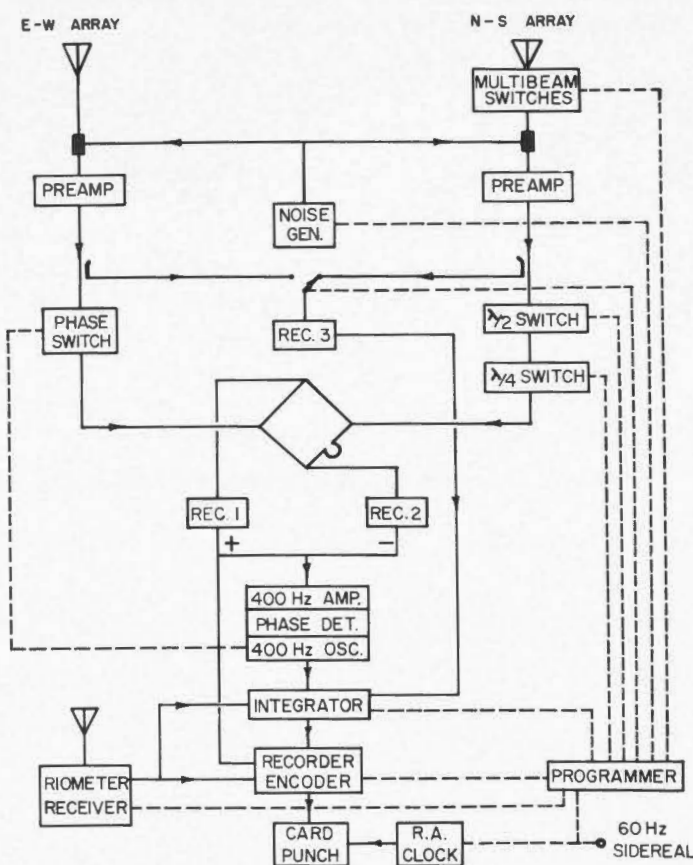 E-W ARRAY
N-S ARRAY
MULTIBEAM
SWITCHES
PREAMP
PREAMP
NOISE
GEN.
PHASE
SWITCH
REC. 3
λ/2 SWITCH
λ/4 SWITCH
REC. 1
REC. 2
+
−
400 Hz AMP.
PHASE DET.
400 Hz OSC.
INTEGRATOR
RIOMETER
RECEIVER
RECORDER
ENCODER
PROGRAMMER
CARD
PUNCH
R.A.
CLOCK
60 Hz
SIDEREAL